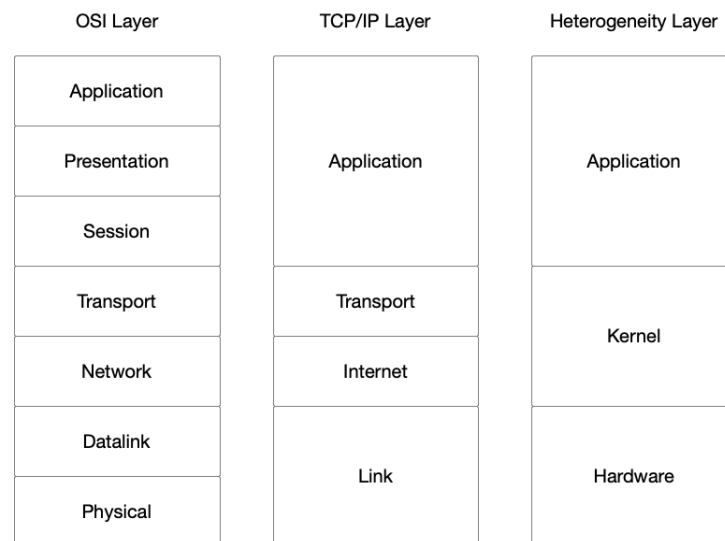 OSI Layer
TCP/IP Layer
Heterogeneity Layer
Application
Presentation
Session
Transport
Network
Datalink
Physical
Application
Transport
Internet
Link
Application
Kernel
Hardware